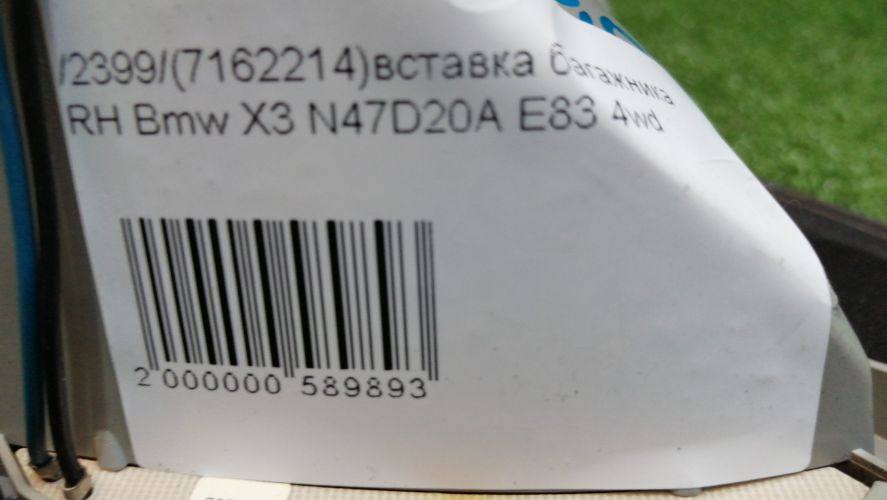 /2399/(7162214)вставка багажника
RH Bmw X3 N47D20A E83 4wd
2 000000 589893